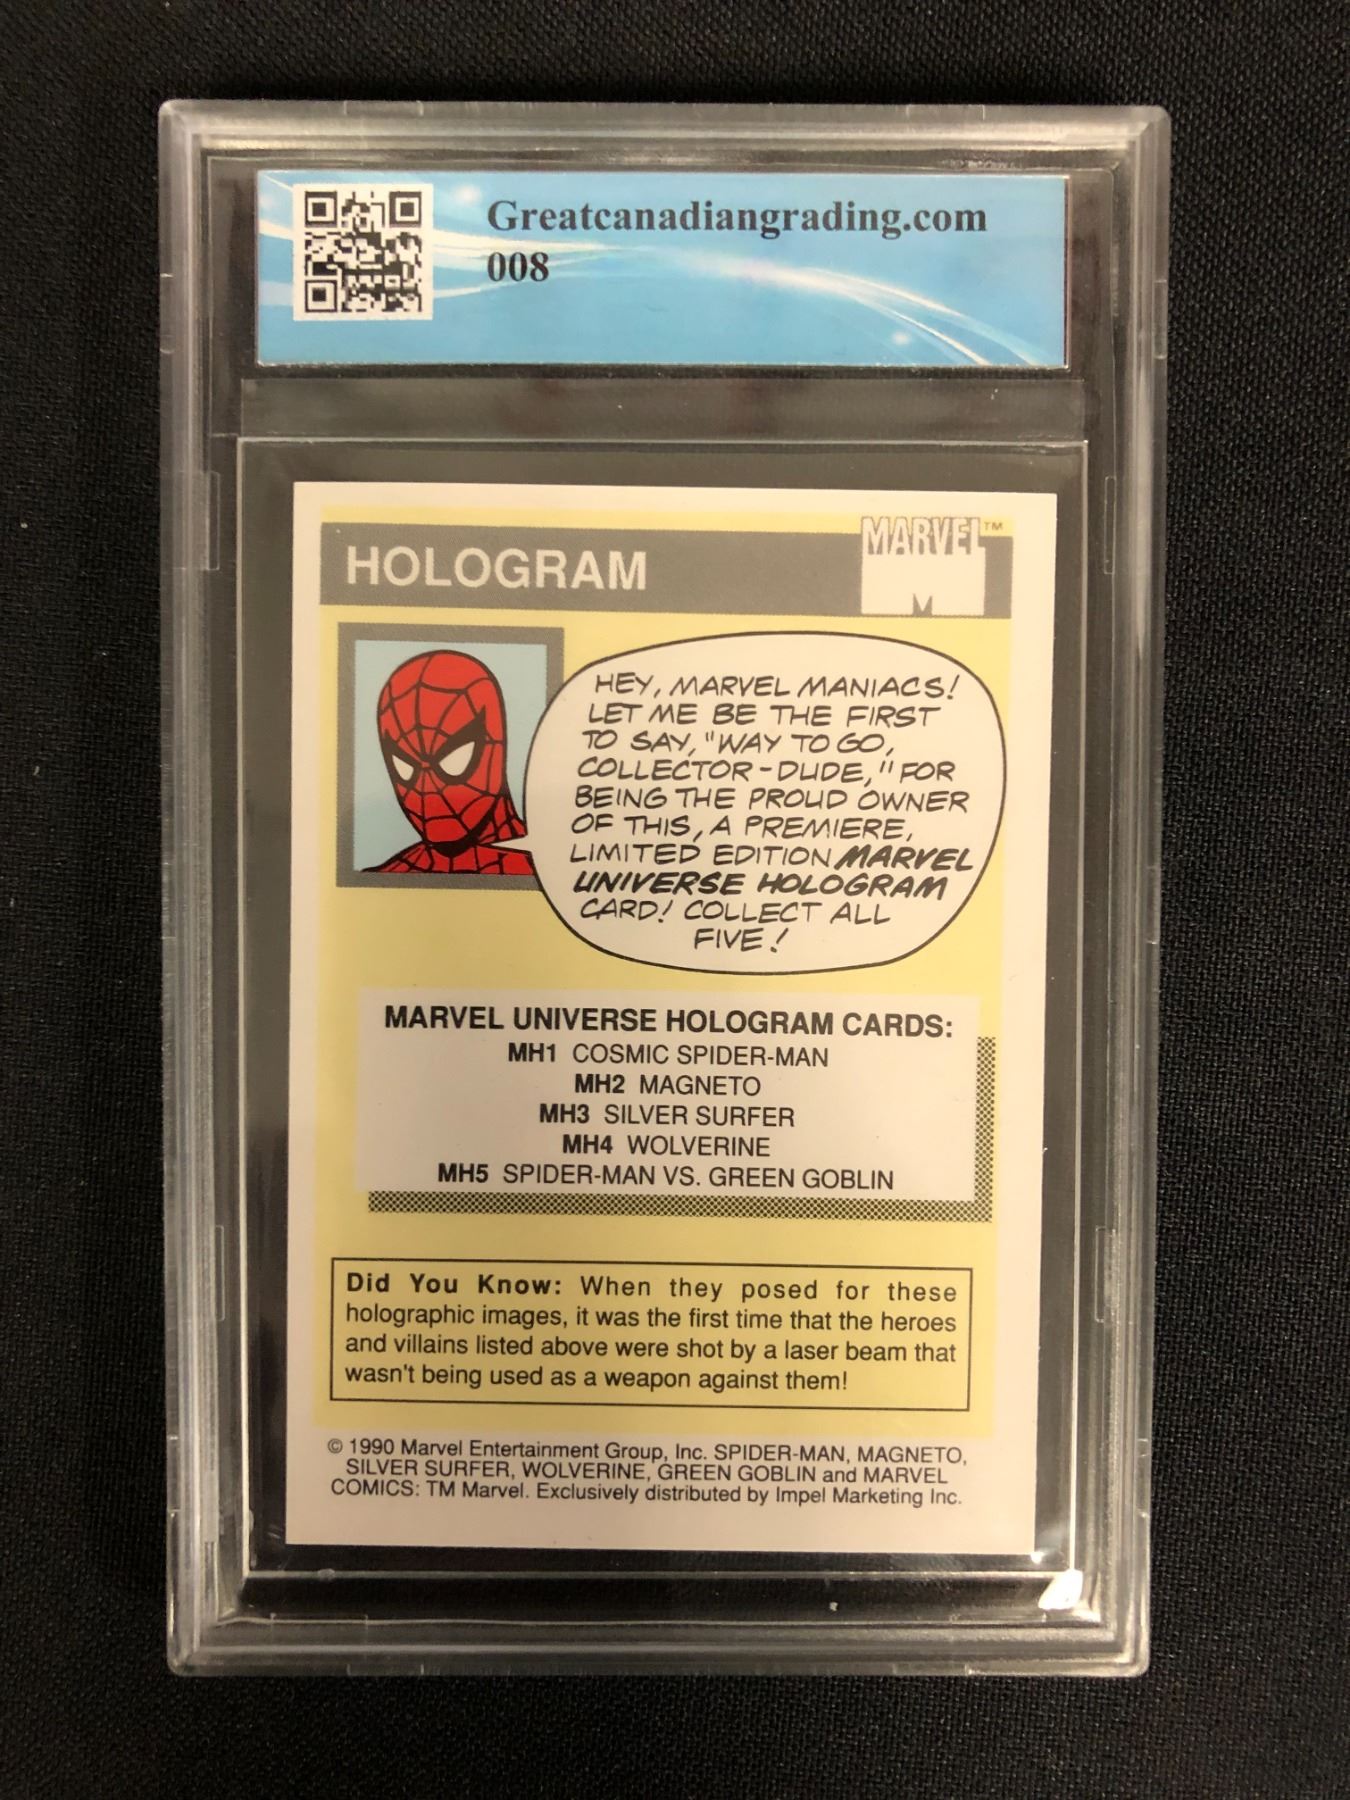 Greatcanadiangrading.com
008
HOLOGRAM
MARVEL™
M
HEY, MARVEL MANIACS!
LET ME BE THE FIRST
TO SAY, "WAY TO GO,
COLLECTOR-DUDE," FOR
BEING THE PROUD OWNER
OF THIS, A PREMIERE,
LIMITED EDITION MARVEL
UNIVERSE HOLOGRAM
CARD! COLLECT ALL
FIVE!
MARVEL UNIVERSE HOLOGRAM CARDS:
MH1 COSMIC SPIDER-MAN
MH2 MAGNETO
MH3 SILVER SURFER
MH4 WOLVERINE
MH5 SPIDER-MAN VS. GREEN GOBLIN
Did You Know: When they posed for these
holographic images, it was the first time that the heroes
and villains listed above were shot by a laser beam that
wasn't being used as a weapon against them!
© 1990 Marvel Entertainment Group, Inc. SPIDER-MAN, MAGNETO,
SILVER SURFER, WOLVERINE, GREEN GOBLIN and MARVEL
COMICS: TM Marvel. Exclusively distributed by Impel Marketing Inc.